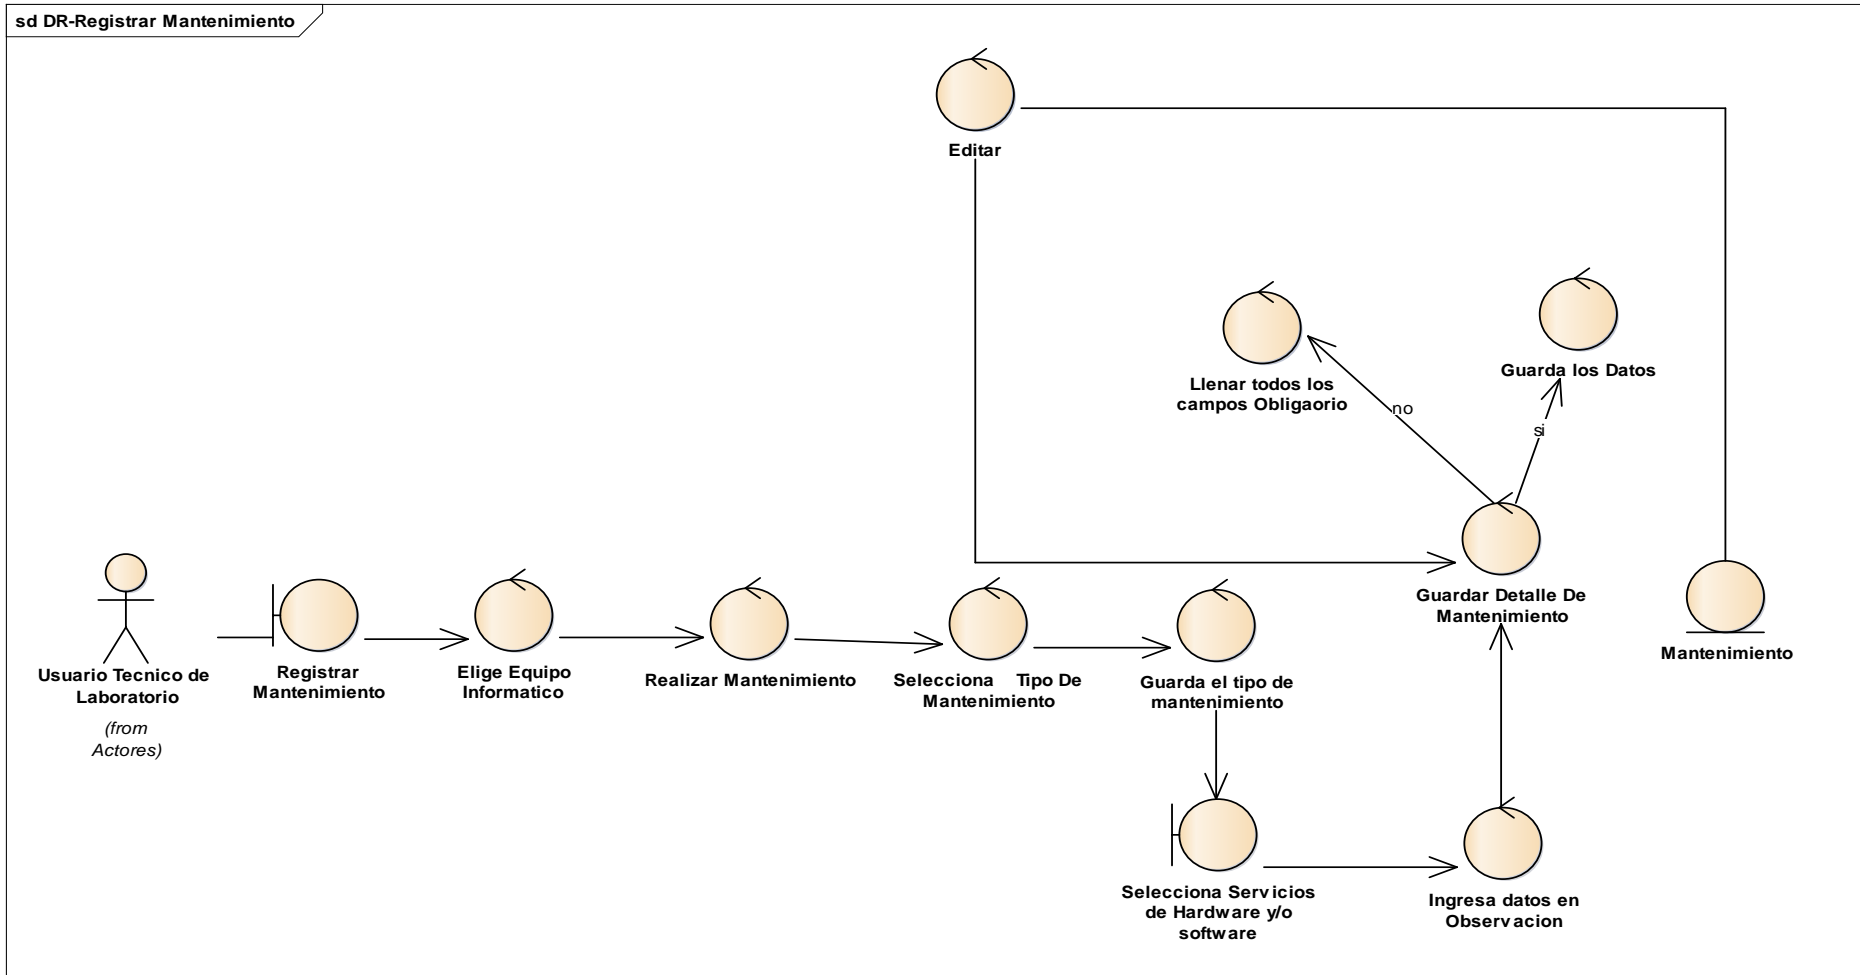 sd DR-Registrar Mantenimiento
Editar
Llenar todos los
campos Obligaorio
Guarda los Datos
no
si
Guardar Detalle De
Mantenimiento
Mantenimiento
Usuario Tecnico de
Laboratorio
(from
Actores)
Registrar
Mantenimiento
Elige Equipo
Informatico
Realizar Mantenimiento
Selecciona Tipo De
Mantenimiento
Guarda el tipo de
mantenimiento
Selecciona Servicios
de Hardware y/o
software
Ingresa datos en
Observacion